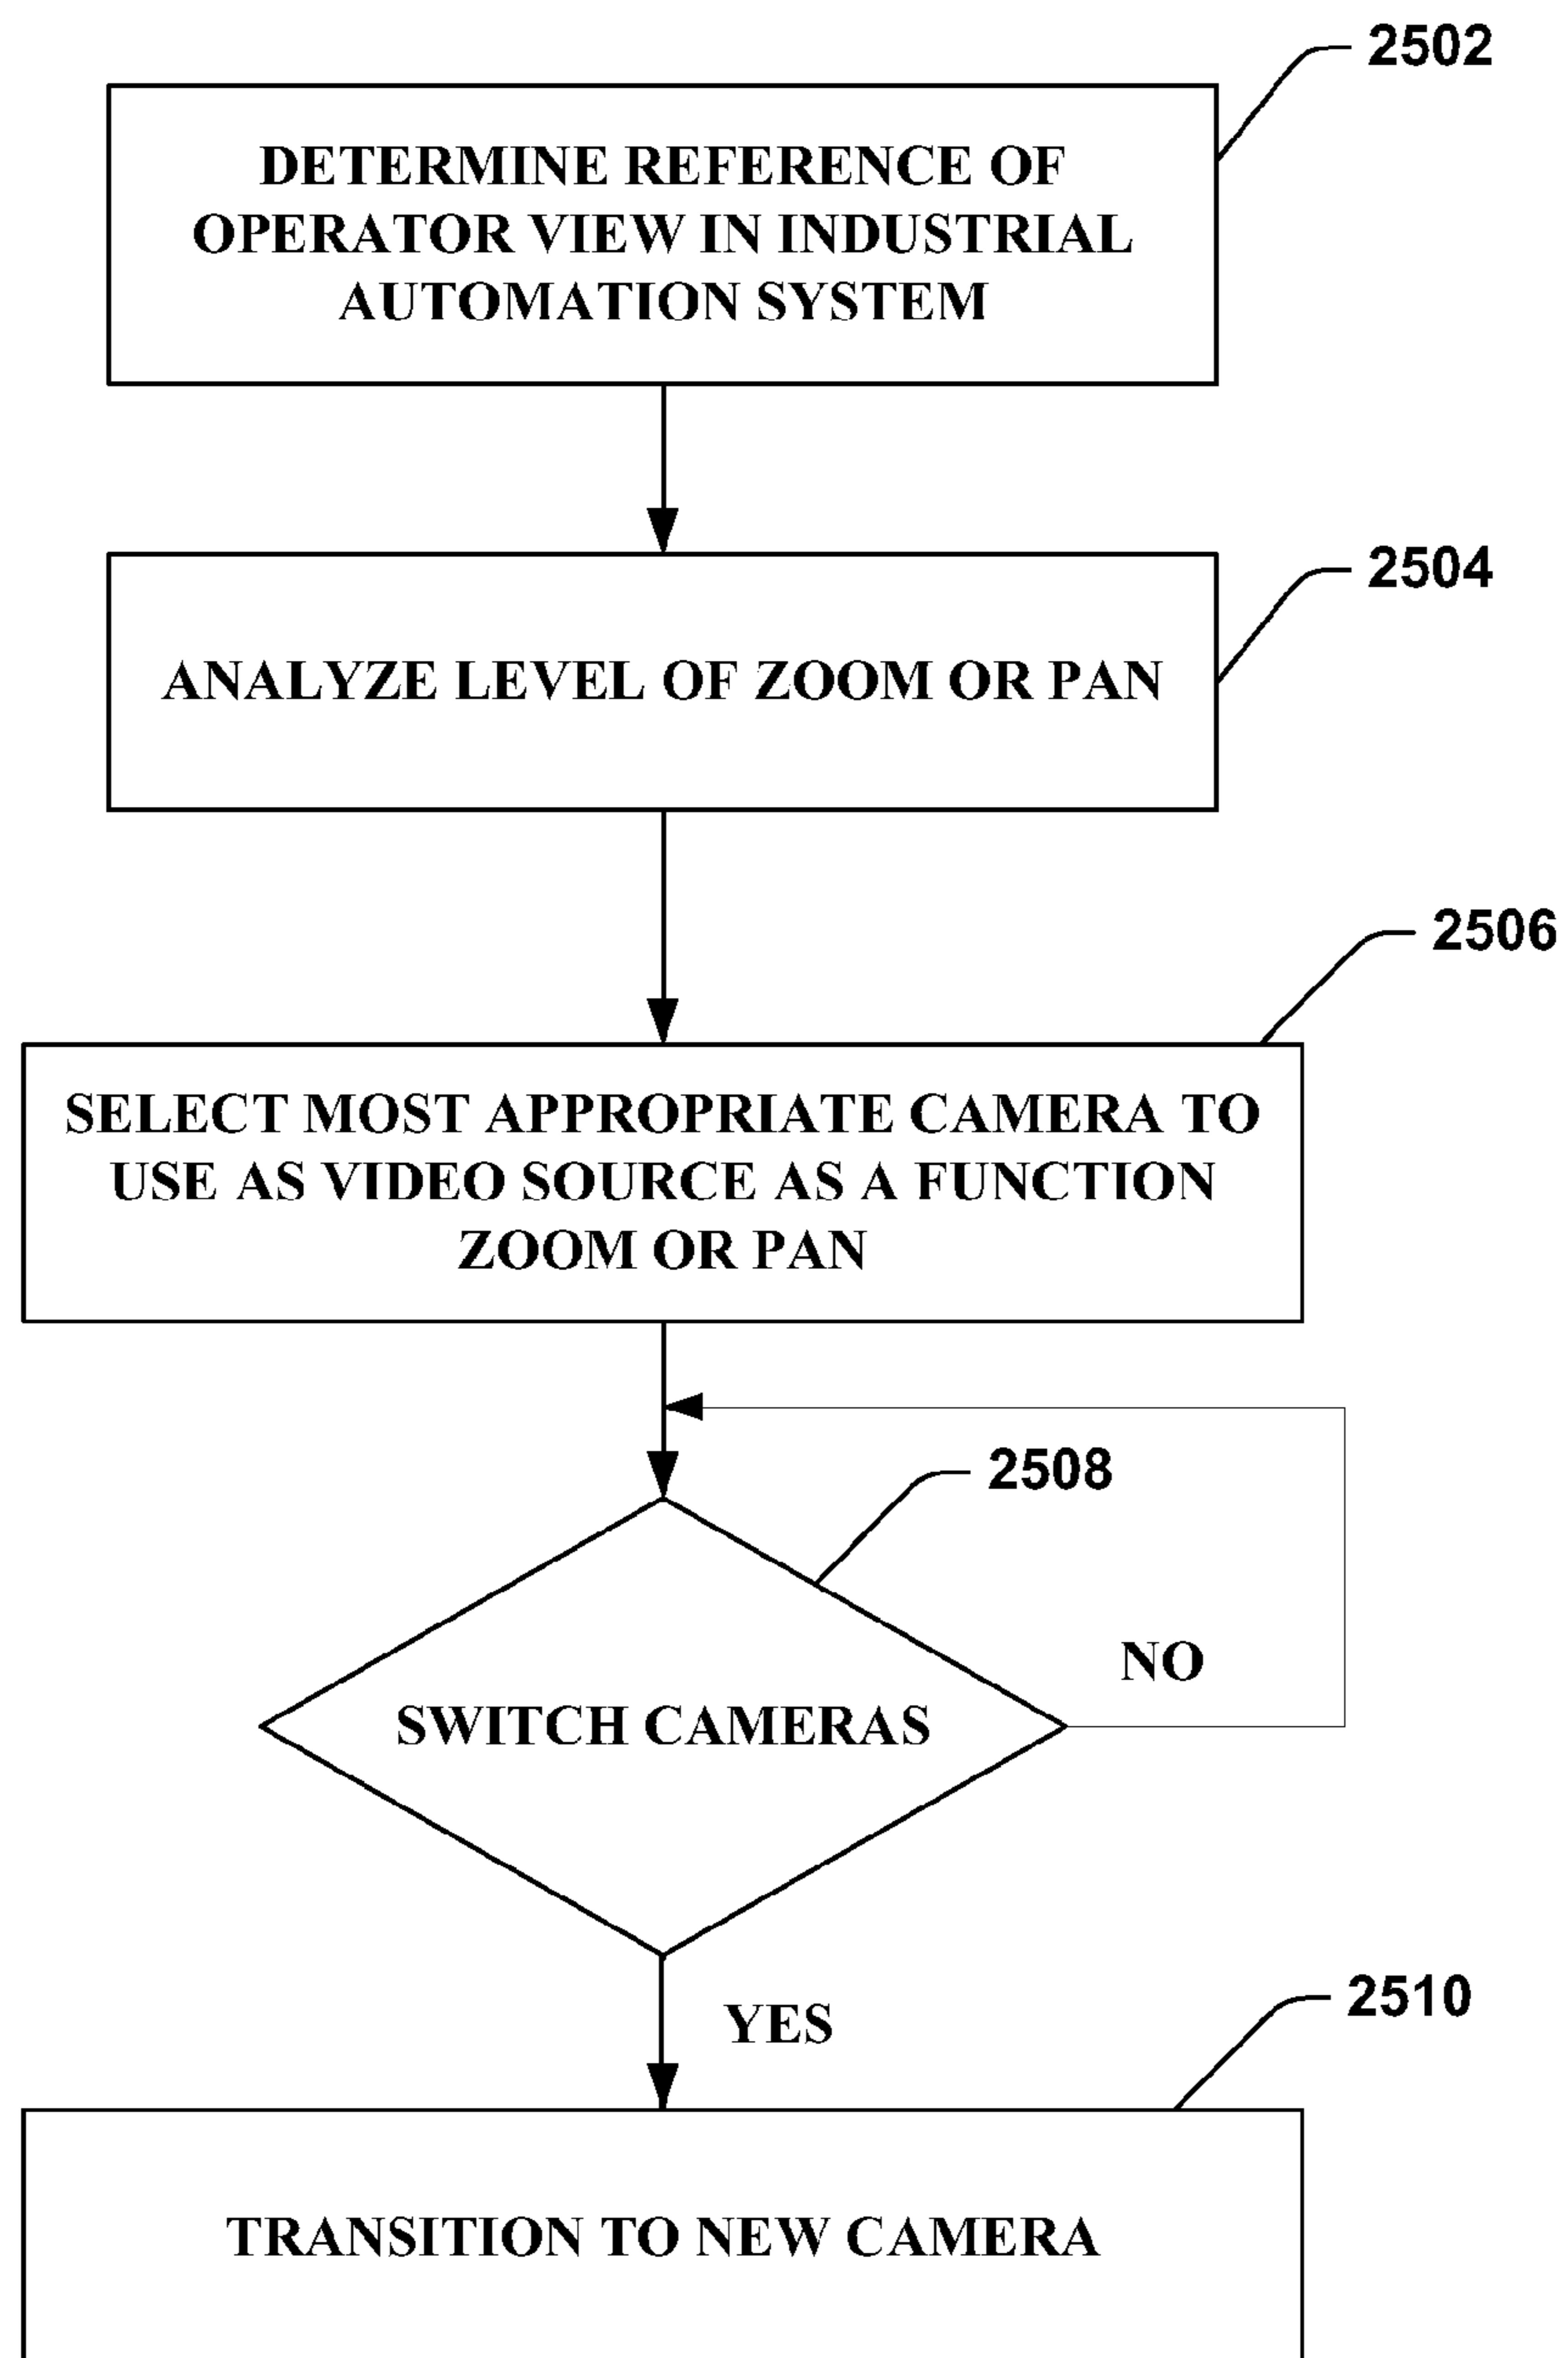 2502
DETERMINE REFERENCE OF
OPERATOR VIEW IN INDUSTRIAL
AUTOMATION SYSTEM
2504
ANALYZE LEVEL OF ZOOM OR PAN
2506
SELECT MOST APPROPRIATE CAMERA TO
USE AS VIDEO SOURCE AS A FUNCTION
ZOOM OR PAN
2508
SWITCH CAMERAS
NO
YES
2510
TRANSITION TO NEW CAMERA